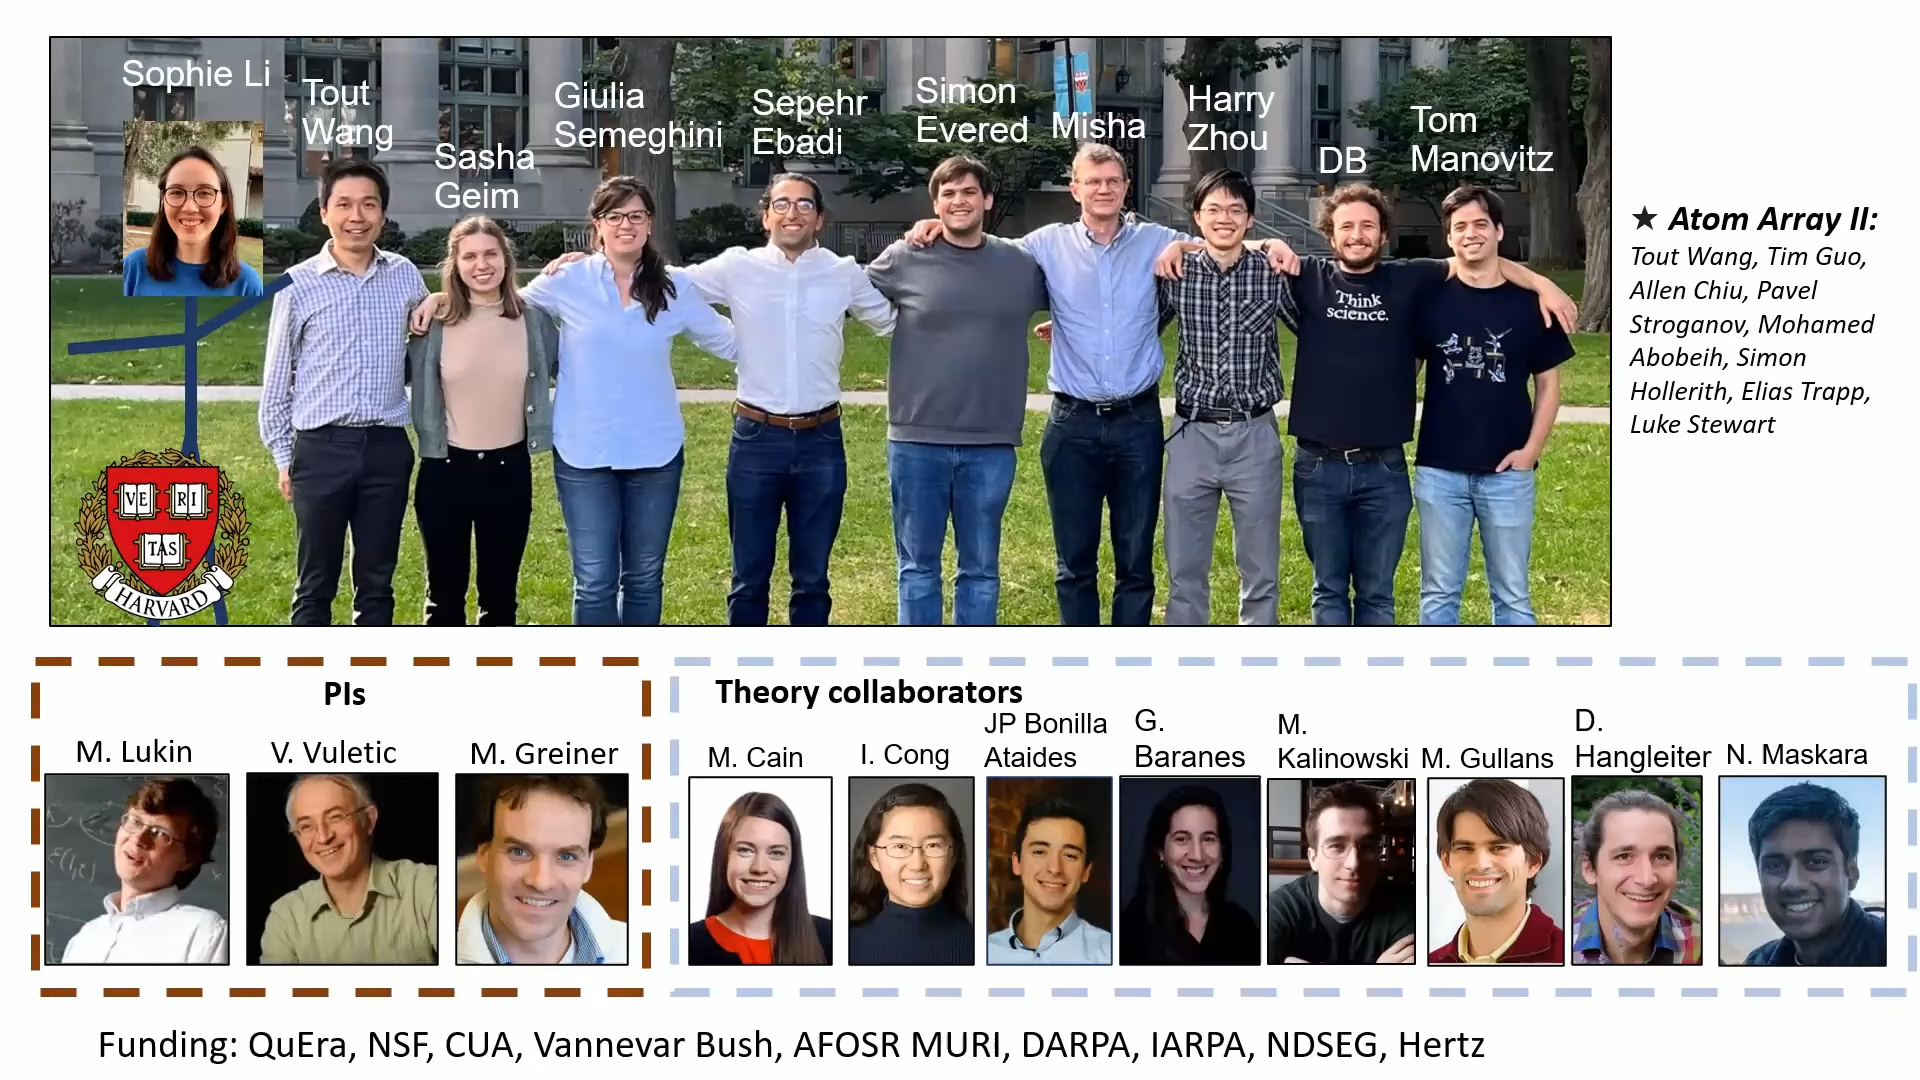 Sophie Li
Tout
Wang
Sasha
Geim
Giulia
Semeghini
Sepehr
Ebadi
Simon
Evered
Misha
Harry
Zhou
DB
Tom
Manovitz
Think
science.
VE RI
TAS
HARVARD
★ Atom Array II:
Tout Wang, Tim Guo,
Allen Chiu, Pavel
Stroganov, Mohamed
Abobeih, Simon
Hollerith, Elias Trapp,
Luke Stewart
PIs
M. Lukin
V. Vuletic
M. Greiner
Theory collaborators
M. Cain
I. Cong
JP Bonilla
Ataides
G.
Baranes
M.
Kalinowski
M. Gullans
D.
Hangleiter
N. Maskara
Funding: QuEra, NSF, CUA, Vannevar Bush, AFOSR MURI, DARPA, IARPA, NDSEG, Hertz